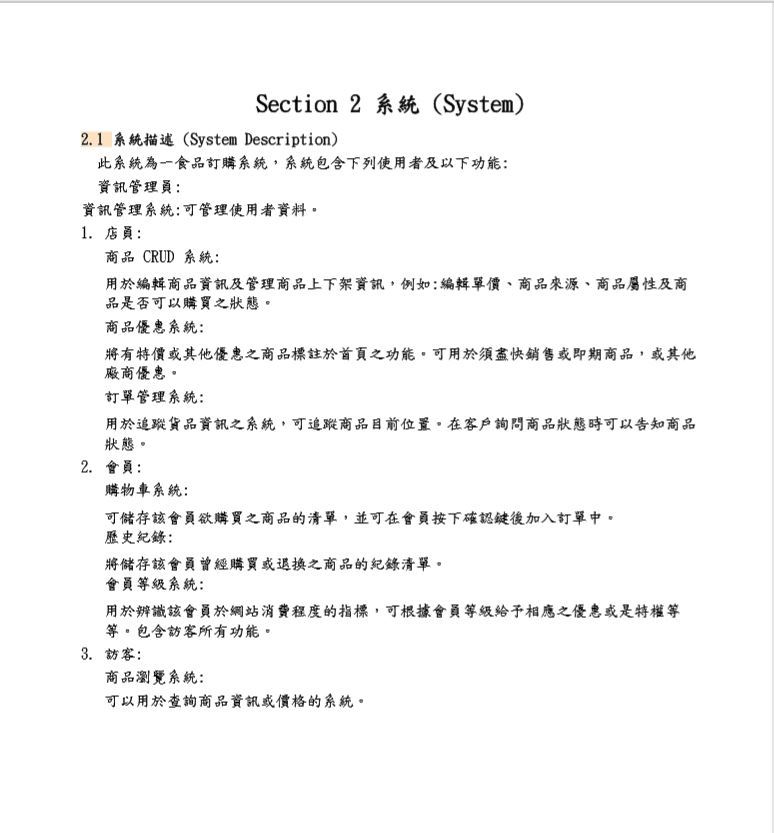 Section 2 系統 (System)
2.1 系統描述 (System Description)
此系統為一食品訂購系統，系統包含下列使用者及以下功能:
資訊管理員:
資訊管理系統:可管理使用者資料。
1. 店員:
商品 CRUD 系統:
用於編輯商品資訊及管理商品上下架資訊，例如:編輯單價、商品來源、商品屬性及商
品是否可以購買之狀態。
商品優惠系統:
將有特價或其他優惠之商品標註於首頁之功能。可用於須盡快銷售或即期商品，或其他
廠商優惠。
訂單管理系統:
用於追蹤貨品資訊之系統，可追蹤商品目前位置。在客戶詢問商品狀態時可以告知商品
狀態。
2. 會員:
購物車系統:
可儲存該會員欲購買之商品的清單，並可在會員按下確認鍵後加入訂單中。
歷史紀錄:
將儲存該會員曾經購買或退換之商品的紀錄清單。
會員等級系統:
用於辨識該會員於網站消費程度的指標，可根據會員等級給予相應之優惠或是特權等
等。包含訪客所有功能。
3. 訪客:
商品瀏覽系統:
可以用於查詢商品資訊或價格的系統。